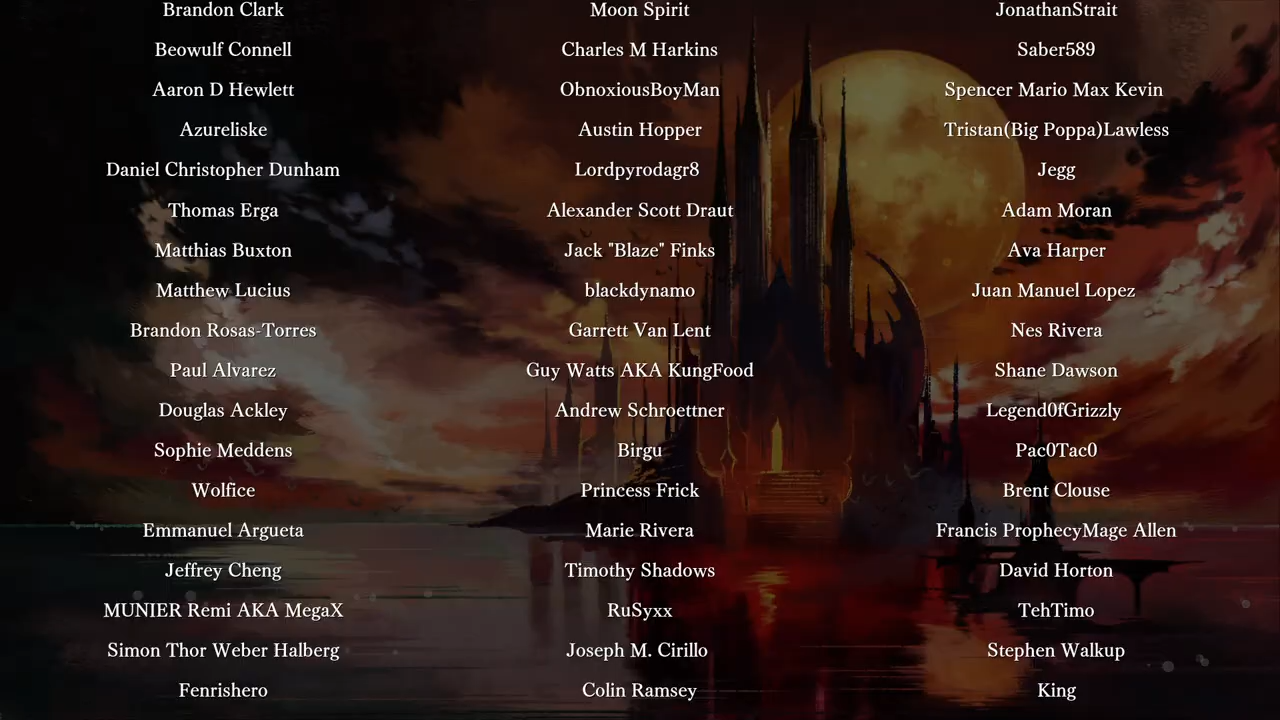 Brandon Clark
Moon Spirit
JonathanStrait
Beowulf Connell
Charles M Harkins
Saber589
Aaron D Hewlett
ObnoxiousBoyMan
Spencer Mario Max Kevin
Azureliske
Austin Hopper
Tristan(Big Poppa)Lawless
Daniel Christopher Dunham
Lordpyrodagr8
Jegg
Thomas Erga
Alexander Scott Draut
Adam Moran
Matthias Buxton
Jack "Blaze" Finks
Ava Harper
Matthew Lucius
blackdynamo
Juan Manuel Lopez
Brandon Rosas-Torres
Garrett Van Lent
Nes Rivera
Paul Alvarez
Guy Watts AKA KungFood
Shane Dawson
Douglas Ackley
Andrew Schroettner
Legend0fGrizzly
Sophie Meddens
Birgu
Pac0Tac0
Wolfice
Princess Frick
Brent Clouse
Emmanuel Argueta
Marie Rivera
Francis ProphecyMage Allen
Jeffrey Cheng
Timothy Shadows
David Horton
MUNIER Remi AKA MegaX
RuSyxx
TehTimo
Simon Thor Weber Halberg
Joseph M. Cirillo
Stephen Walkup
Fenrishero
Colin Ramsey
King